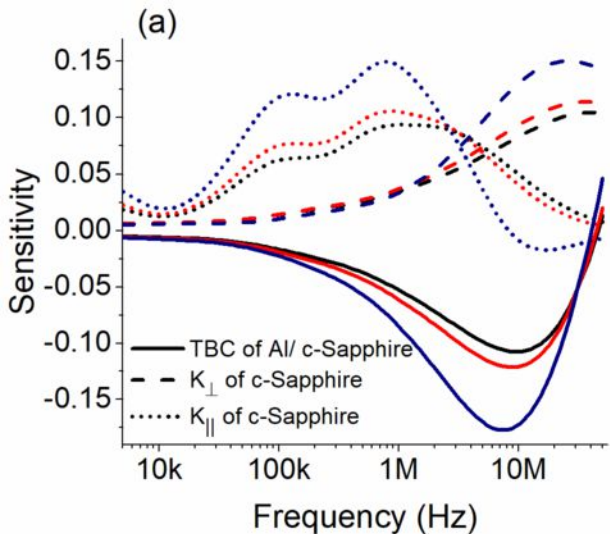 (a)
0.15
0.10
0.05
0.00
-0.05
-0.10
-0.15
Sensitivity
TBC of Al/ c-Sapphire
K⊥ of c-Sapphire
K|| of c-Sapphire
10k 100k 1M 10M
Frequency (Hz)